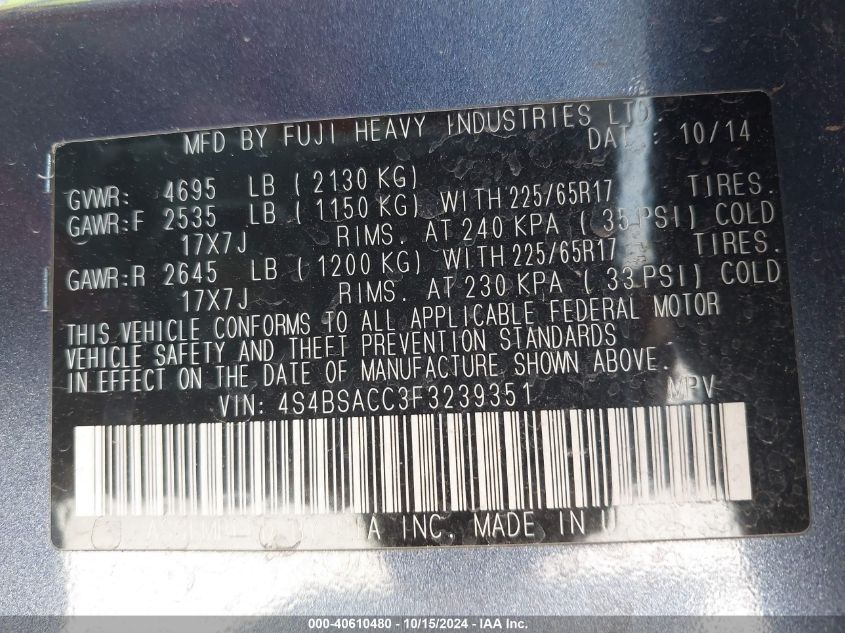 MFD BY FUJI HEAVY INDUSTRIES LTD.
DATE: 10/14
GVWR: 4695 LB ( 2130 KG)
GAWR:F 2535 LB ( 1150 KG) WITH 225/65R17 TIRES.
17X7J RIMS. AT 240 KPA ( 35 PSI) COLD
GAWR:R 2645 LB ( 1200 KG) WITH 225/65R17 TIRES.
17X7J RIMS. AT 230 KPA ( 33 PSI) COLD
THIS VEHICLE CONFORMS TO ALL APPLICABLE FEDERAL MOTOR
VEHICLE SAFETY AND THEFT PREVENTION STANDARDS
IN EFFECT ON THE DATE OF MANUFACTURE SHOWN ABOVE.
VIN: 4S4BSACC3F3239351 MPV
A INC. MADE IN
000-40610480 - 10/15/2024 - IAA Inc.